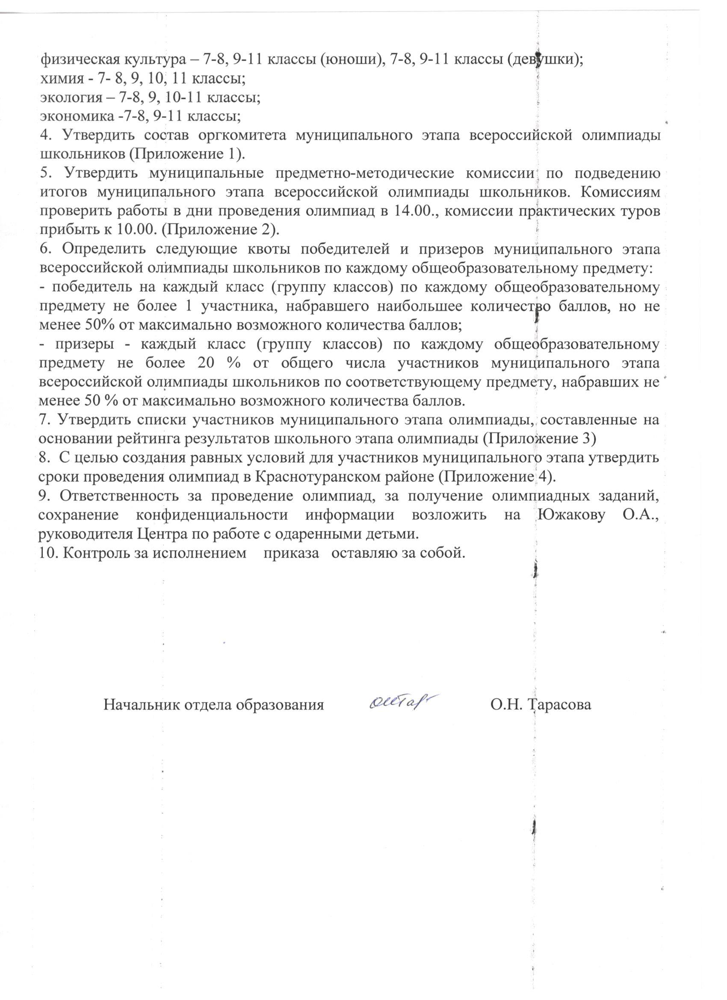 физическая культура – 7-8, 9-11 классы (юноши), 7-8, 9-11 классы (девушки);
химия - 7- 8, 9, 10, 11 классы;
экология – 7-8, 9, 10-11 классы;
экономика -7-8, 9-11 классы;
4. Утвердить состав оргкомитета муниципального этапа всероссийской олимпиады
школьников (Приложение 1).
5. Утвердить муниципальные предметно-методические комиссии по подведению
итогов муниципального этапа всероссийской олимпиады школьников. Комиссиям
проверить работы в дни проведения олимпиад в 14.00., комиссии практических туров
прибыть к 10.00. (Приложение 2).
6. Определить следующие квоты победителей и призеров муниципального этапа
всероссийской олимпиады школьников по каждому общеобразовательному предмету:
- победитель на каждый класс (группу классов) по каждому общеобразовательному
предмету не более 1 участника, набравшего наибольшее количество баллов, но не
менее 50% от максимально возможного количества баллов;
- призеры - каждый класс (группу классов) по каждому общеобразовательному
предмету не более 20 % от общего числа участников муниципального этапа
всероссийской олимпиады школьников по соответствующему предмету, набравших не
менее 50 % от максимально возможного количества баллов.
7. Утвердить списки участников муниципального этапа олимпиады, составленные на
основании рейтинга результатов школьного этапа олимпиады (Приложение 3)
8. С целью создания равных условий для участников муниципального этапа утвердить
сроки проведения олимпиад в Краснотуранском районе (Приложение 4).
9. Ответственность за проведение олимпиад, за получение олимпиадных заданий,
сохранение конфиденциальности информации возложить на Южакову О.А.,
руководителя Центра по работе с одаренными детьми.
10. Контроль за исполнением приказа оставляю за собой.
Начальник отдела образования О.Н. Тарасова